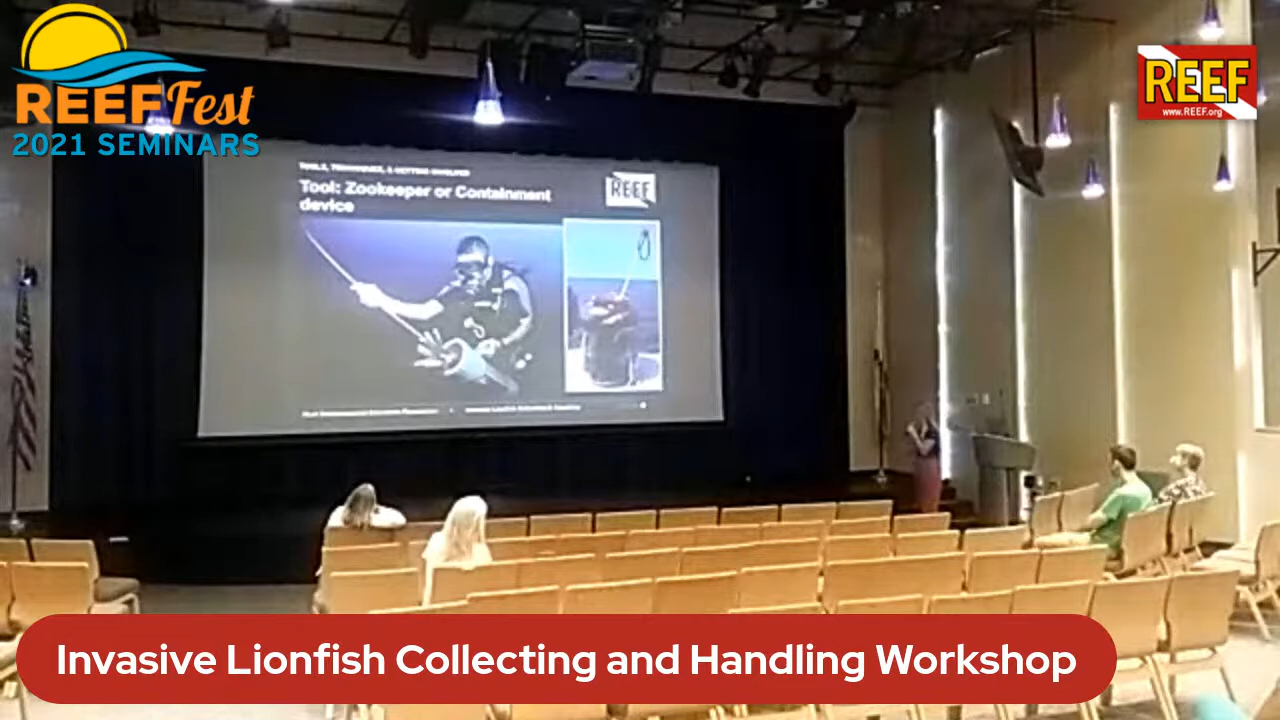 REEF Fest
2021 SEMINARS
REEF
www.REEF.org
TOOLS, TECHNIQUES, & GETTING INVOLVED
Tool: Zookeeper or Containment
device
REEF
Invasive Lionfish Collecting and Handling Workshop